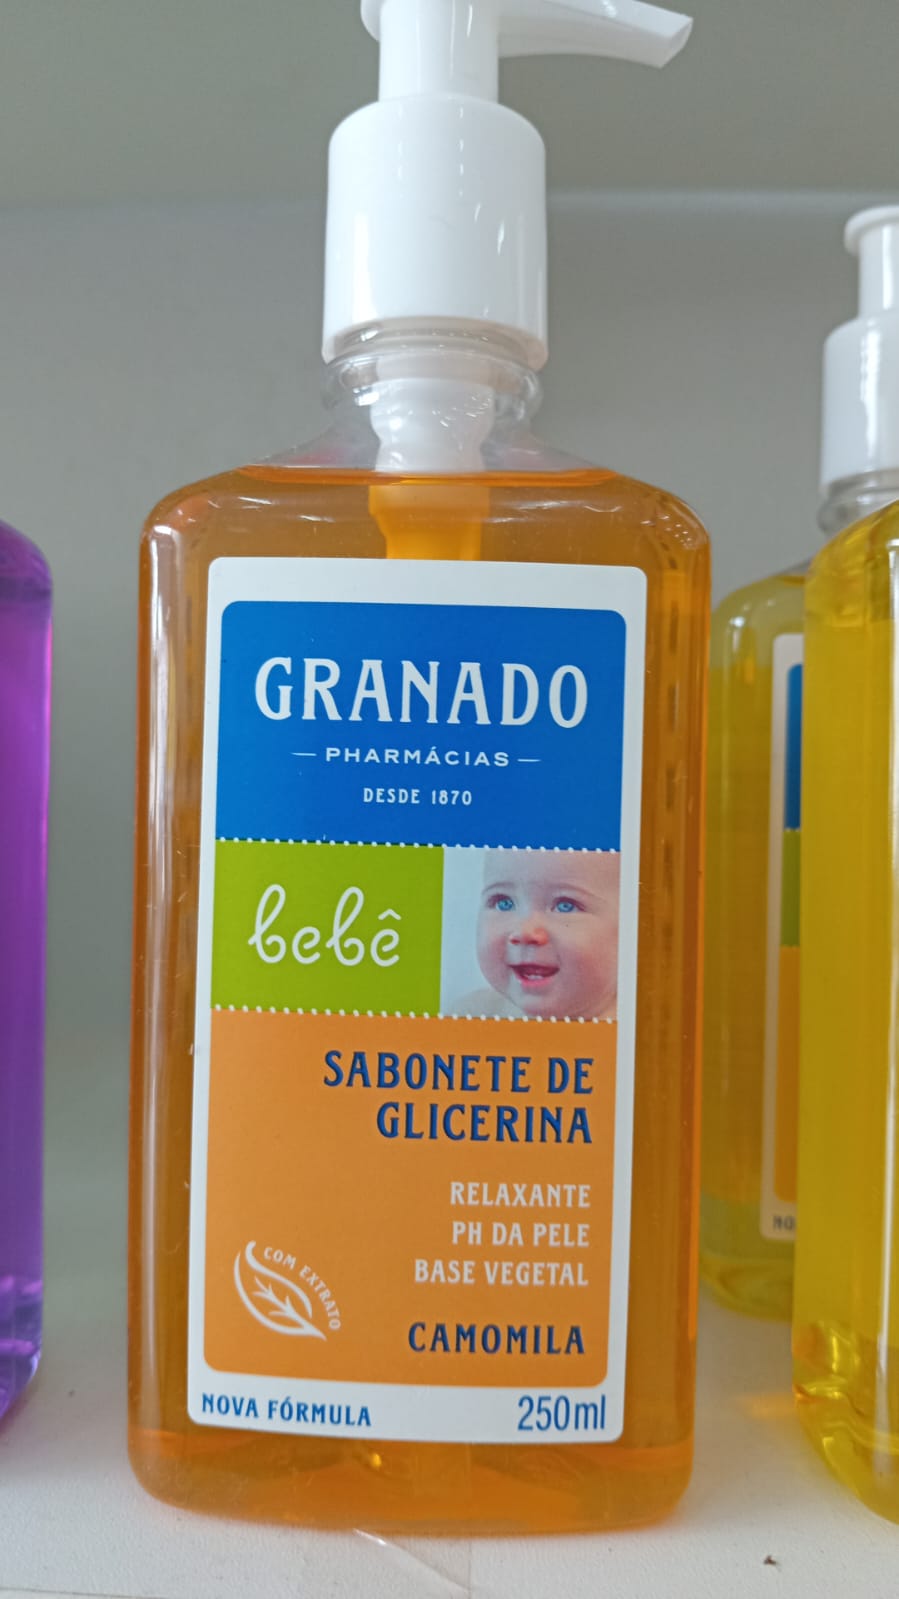 GRANADO
PHARMÁCIAS
DESDE 1870
bebê
SABONETE DE
GLICERINA
RELAXANTE
PH DA PELE
BASE VEGETAL
COM EXTRATO
CAMOMILA
NOVA FÓRMULA 250ml